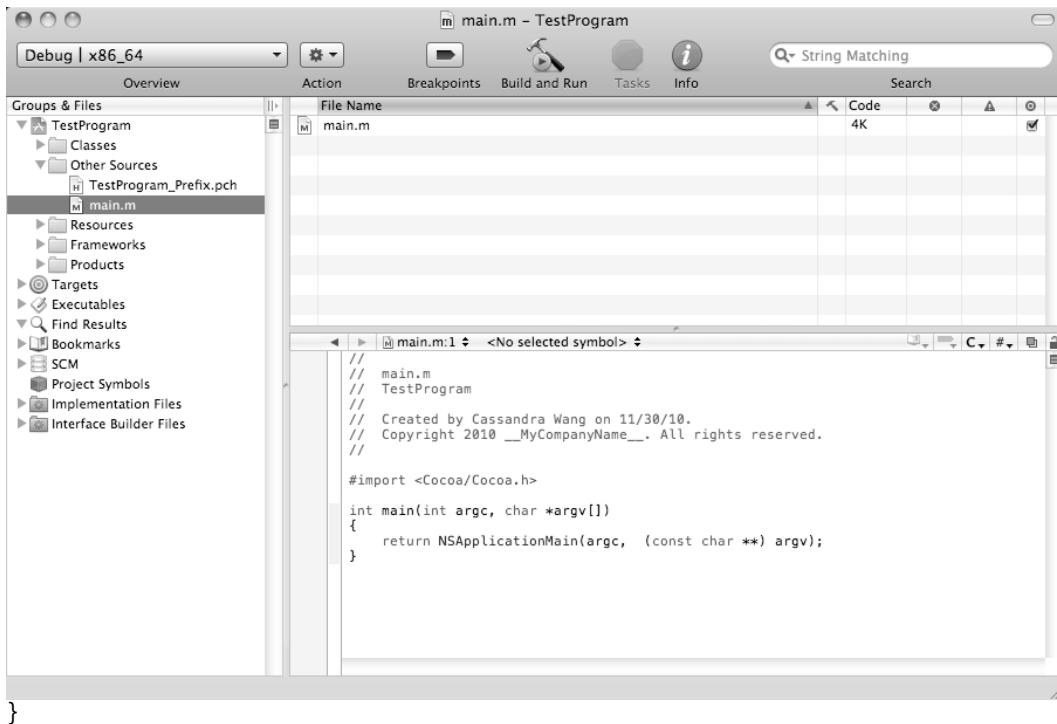 main.m – TestProgram
Debug | x86_64
String Matching
Overview Action Breakpoints Build and Run Tasks Info Search
Groups & Files
TestProgram
Classes
Other Sources
TestProgram_Prefix.pch
main.m
Resources
Frameworks
Products
Targets
Executables
Find Results
Bookmarks
SCM
Project Symbols
Implementation Files
Interface Builder Files
File Name Code
main.m 4K
main.m:1 <No selected symbol> C #
//
//  main.m
//  TestProgram
//
//  Created by Cassandra Wang on 11/30/10.
//  Copyright 2010 __MyCompanyName__. All rights reserved.
//
#import <Cocoa/Cocoa.h>
int main(int argc, char *argv[])
{
    return NSApplicationMain(argc,  (const char **) argv);
}
}